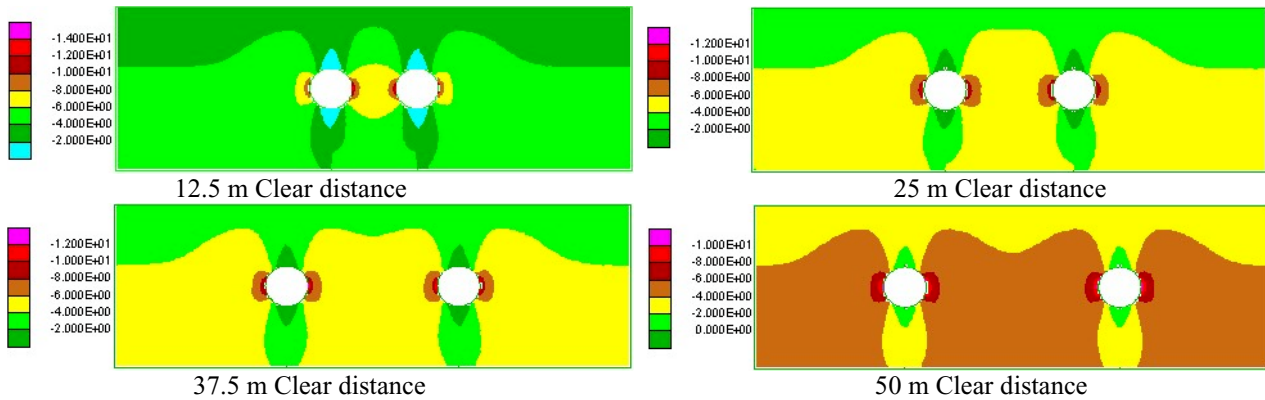 -1.400E+01
-1.200E+01
-1.000E+01
-8.000E+00
-6.000E+00
-4.000E+00
-2.000E+00
12.5 m Clear distance
-1.200E+01
-1.000E+01
-8.000E+00
-6.000E+00
-4.000E+00
-2.000E+00
25 m Clear distance
-1.200E+01
-1.000E+01
-8.000E+00
-6.000E+00
-4.000E+00
-2.000E+00
37.5 m Clear distance
-1.000E+01
-8.000E+00
-6.000E+00
-4.000E+00
-2.000E+00
0.000E+00
50 m Clear distance